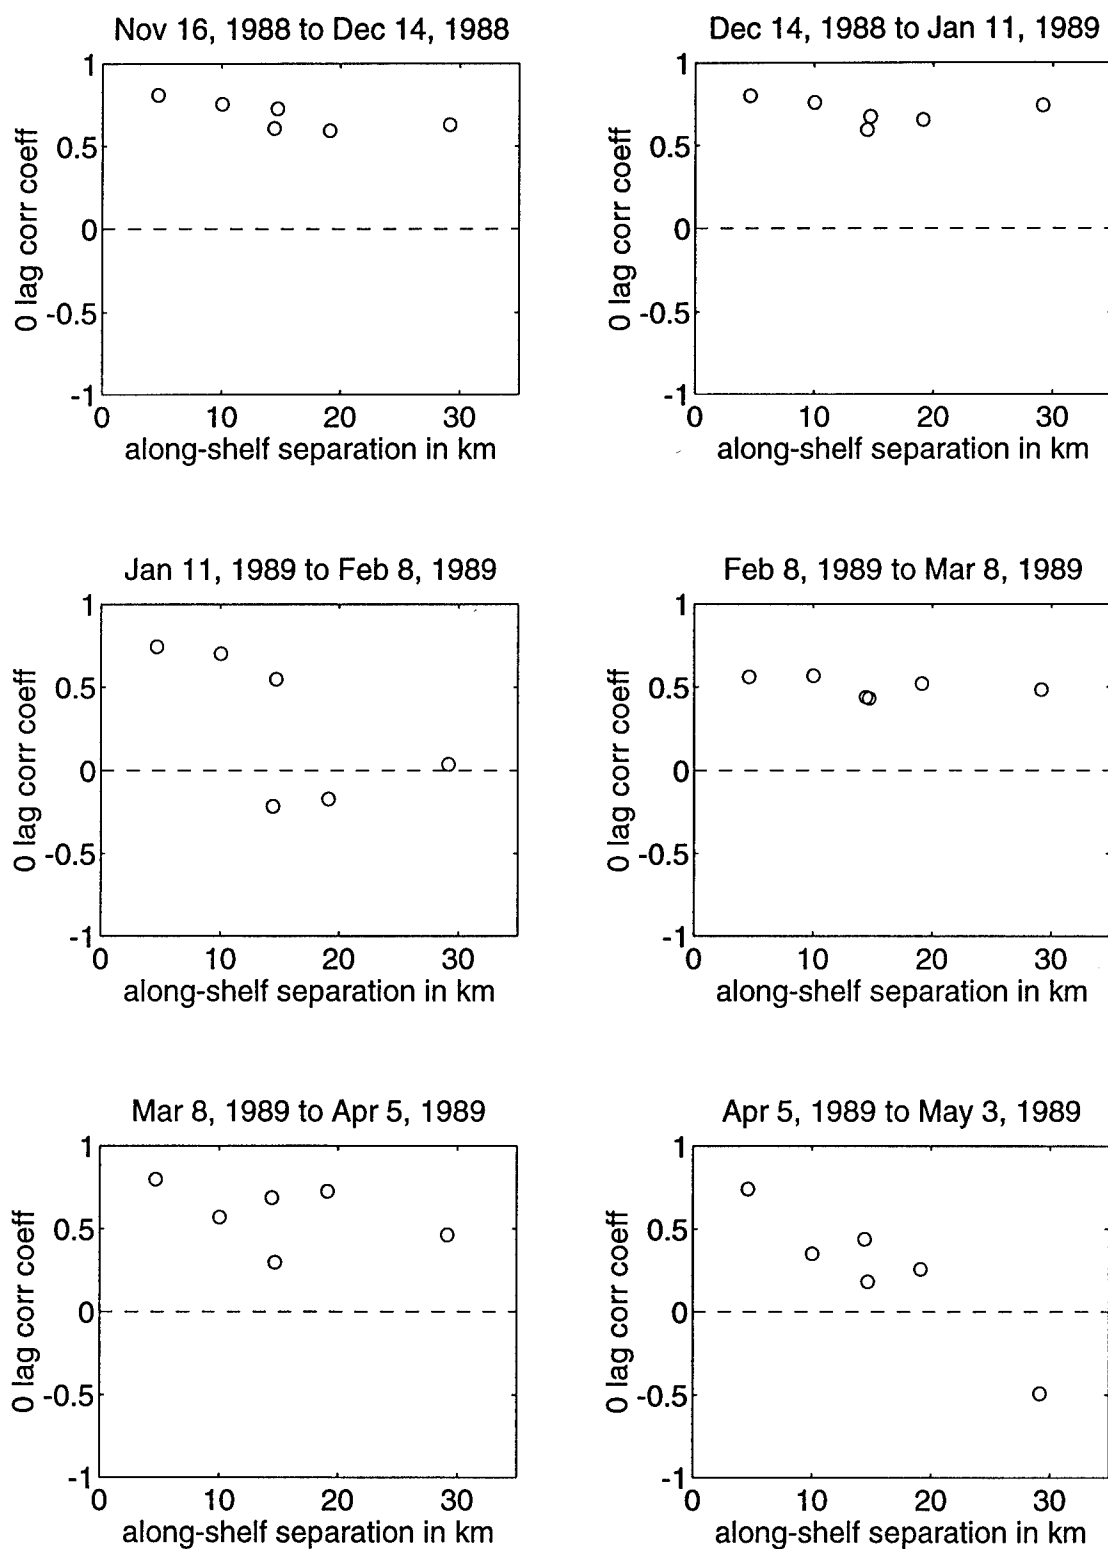 Nov 16, 1988 to Dec 14, 1988
1
0.5
0
-0.5
-1
0 lag corr coeff
0 10 20 30
along-shelf separation in km
Dec 14, 1988 to Jan 11, 1989
1
0.5
0
-0.5
-1
0 lag corr coeff
0 10 20 30
along-shelf separation in km
Jan 11, 1989 to Feb 8, 1989
1
0.5
0
-0.5
-1
0 lag corr coeff
0 10 20 30
along-shelf separation in km
Feb 8, 1989 to Mar 8, 1989
1
0.5
0
-0.5
-1
0 lag corr coeff
0 10 20 30
along-shelf separation in km
Mar 8, 1989 to Apr 5, 1989
1
0.5
0
-0.5
-1
0 lag corr coeff
0 10 20 30
along-shelf separation in km
Apr 5, 1989 to May 3, 1989
1
0.5
0
-0.5
-1
0 lag corr coeff
0 10 20 30
along-shelf separation in km